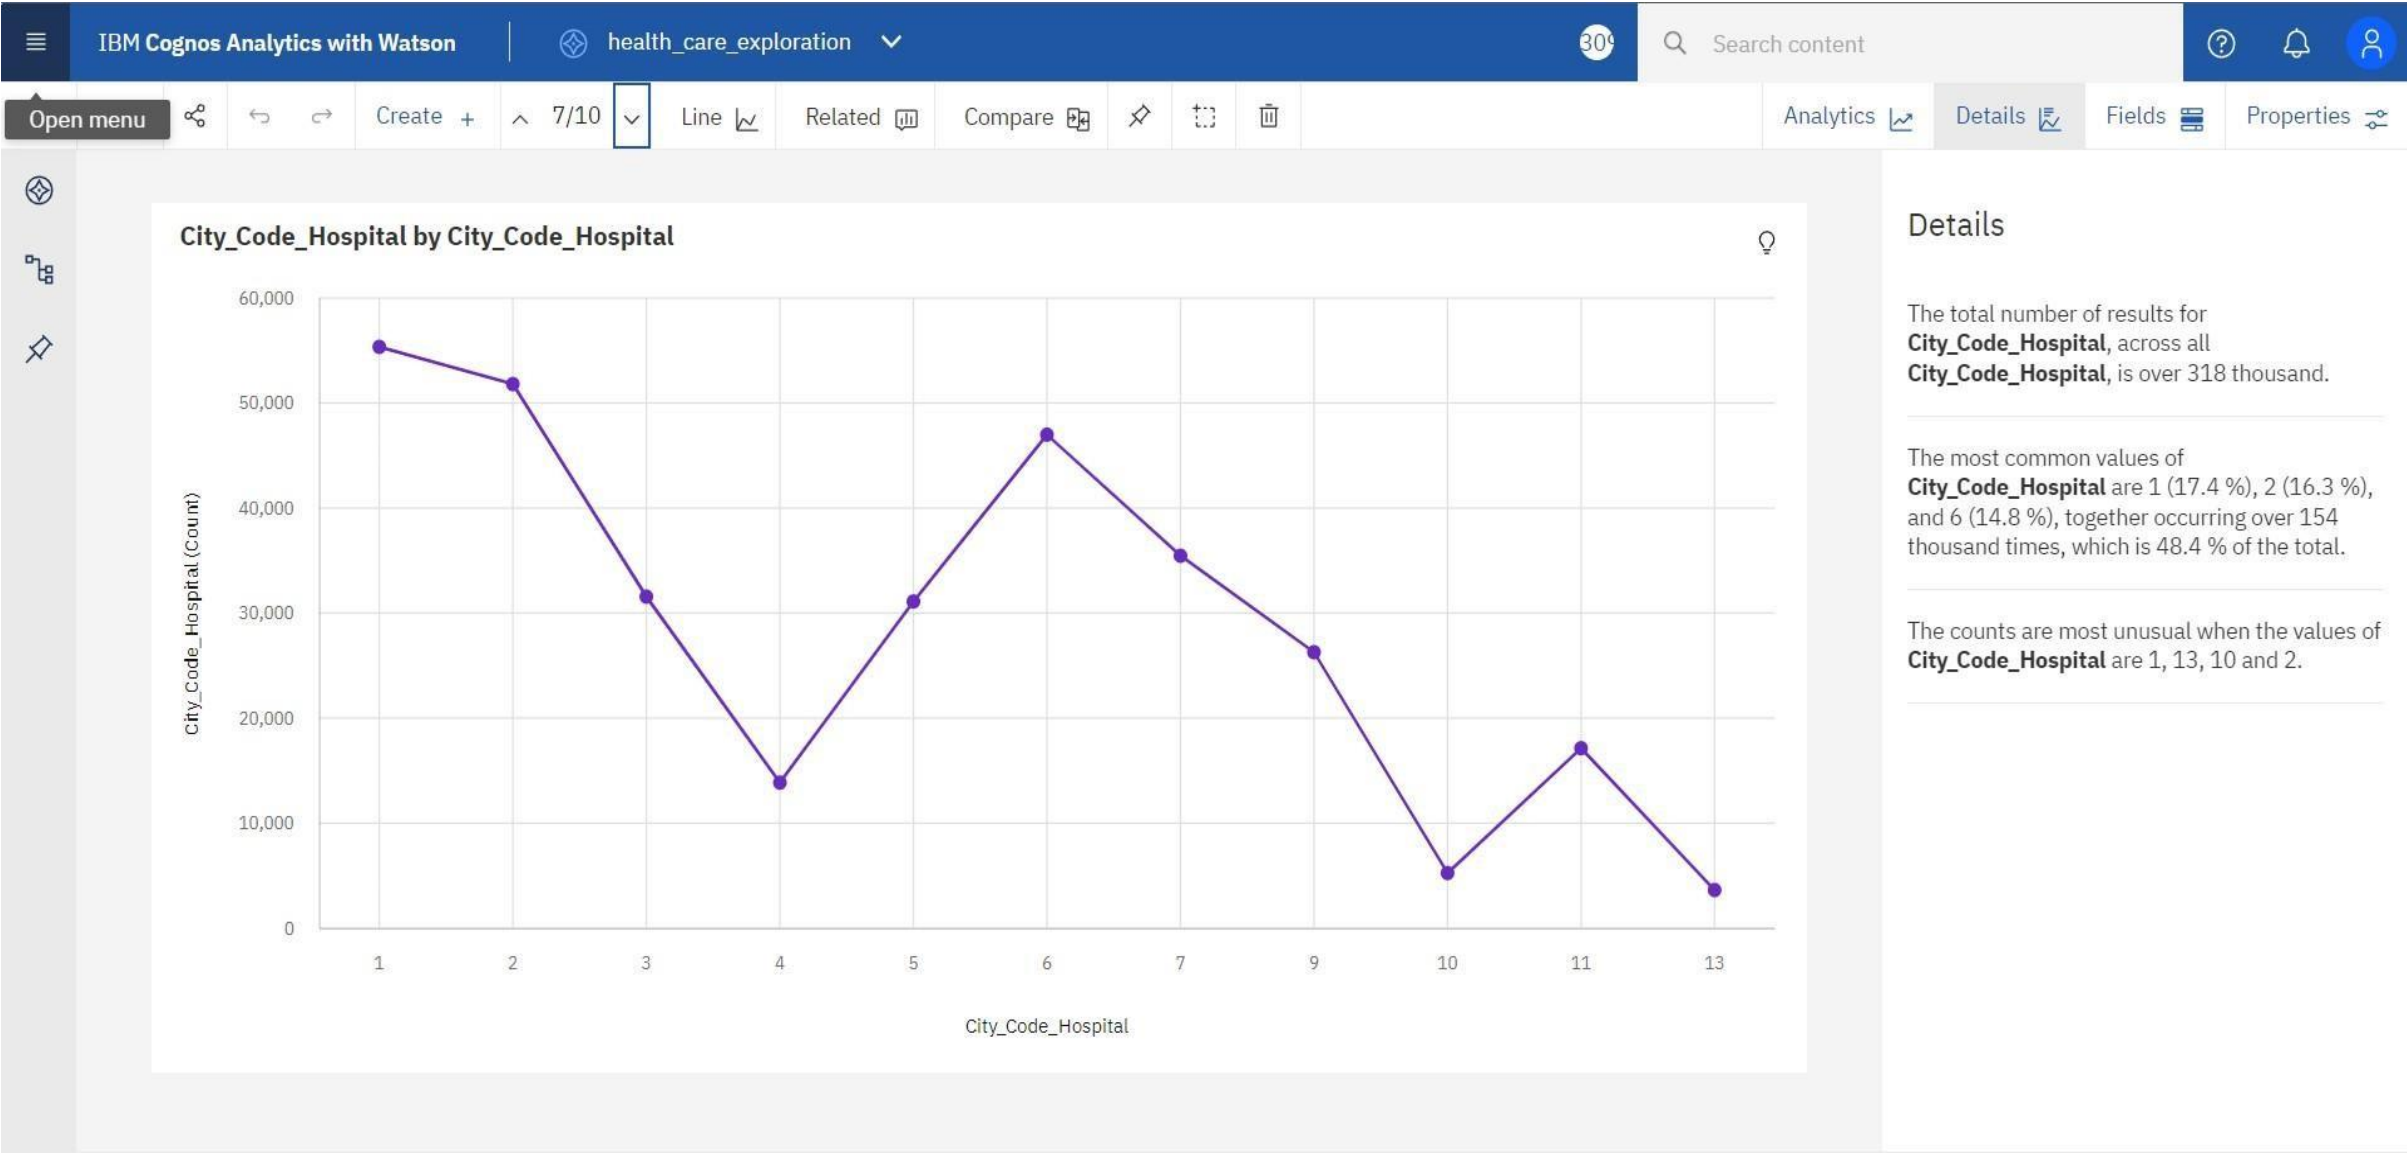 IBM Cognos Analytics with Watson
health_care_exploration
30
Search content
Open menu
Create +
7/10
Line
Related
Compare
Analytics
Details
Fields
Properties
City_Code_Hospital by City_Code_Hospital
60,000
50,000
40,000
30,000
20,000
10,000
0
City_Code_Hospital (Count)
1 2 3 4 5 6 7 9 10 11 13
City_Code_Hospital
Details
The total number of results for
City_Code_Hospital, across all
City_Code_Hospital, is over 318 thousand.
The most common values of
City_Code_Hospital are 1 (17.4 %), 2 (16.3 %),
and 6 (14.8 %), together occurring over 154
thousand times, which is 48.4 % of the total.
The counts are most unusual when the values of
City_Code_Hospital are 1, 13, 10 and 2.